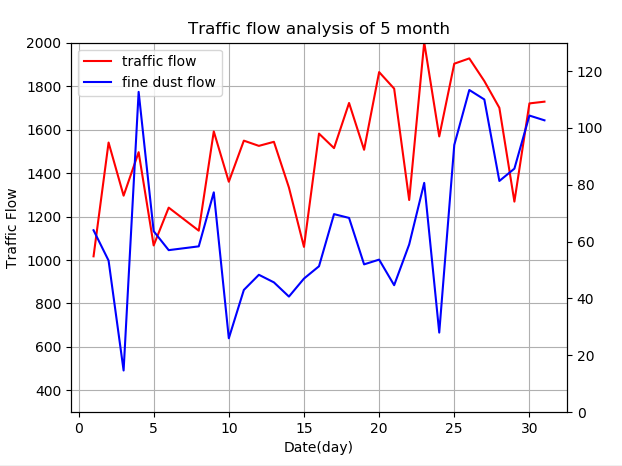 Traffic flow analysis of 5 month
traffic flow
fine dust flow
2000
1800
1600
1400
1200
1000
800
600
400
Traffic Flow
120
100
80
60
40
20
0
0 5 10 15 20 25 30
Date(day)